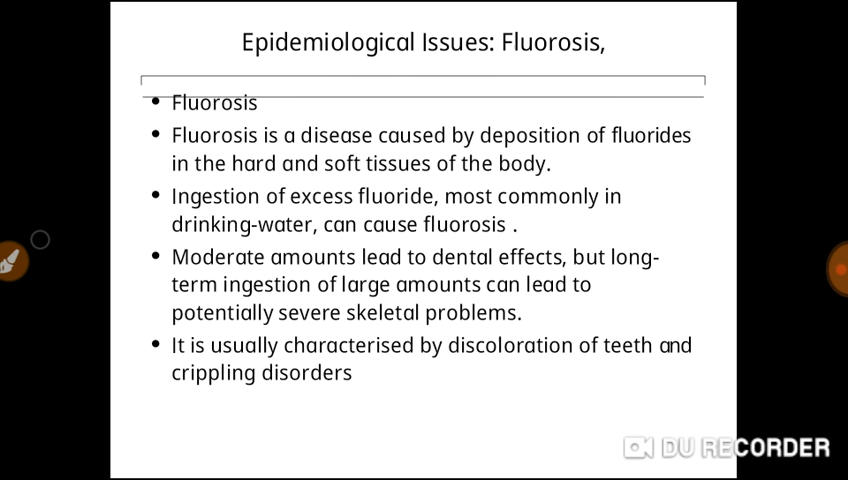 Epidemiological Issues: Fluorosis,
• Fluorosis
• Fluorosis is a disease caused by deposition of fluorides
in the hard and soft tissues of the body.
• Ingestion of excess fluoride, most commonly in
drinking-water, can cause fluorosis .
• Moderate amounts lead to dental effects, but long-
term ingestion of large amounts can lead to
potentially severe skeletal problems.
• It is usually characterised by discoloration of teeth and
crippling disorders
DU RECORDER